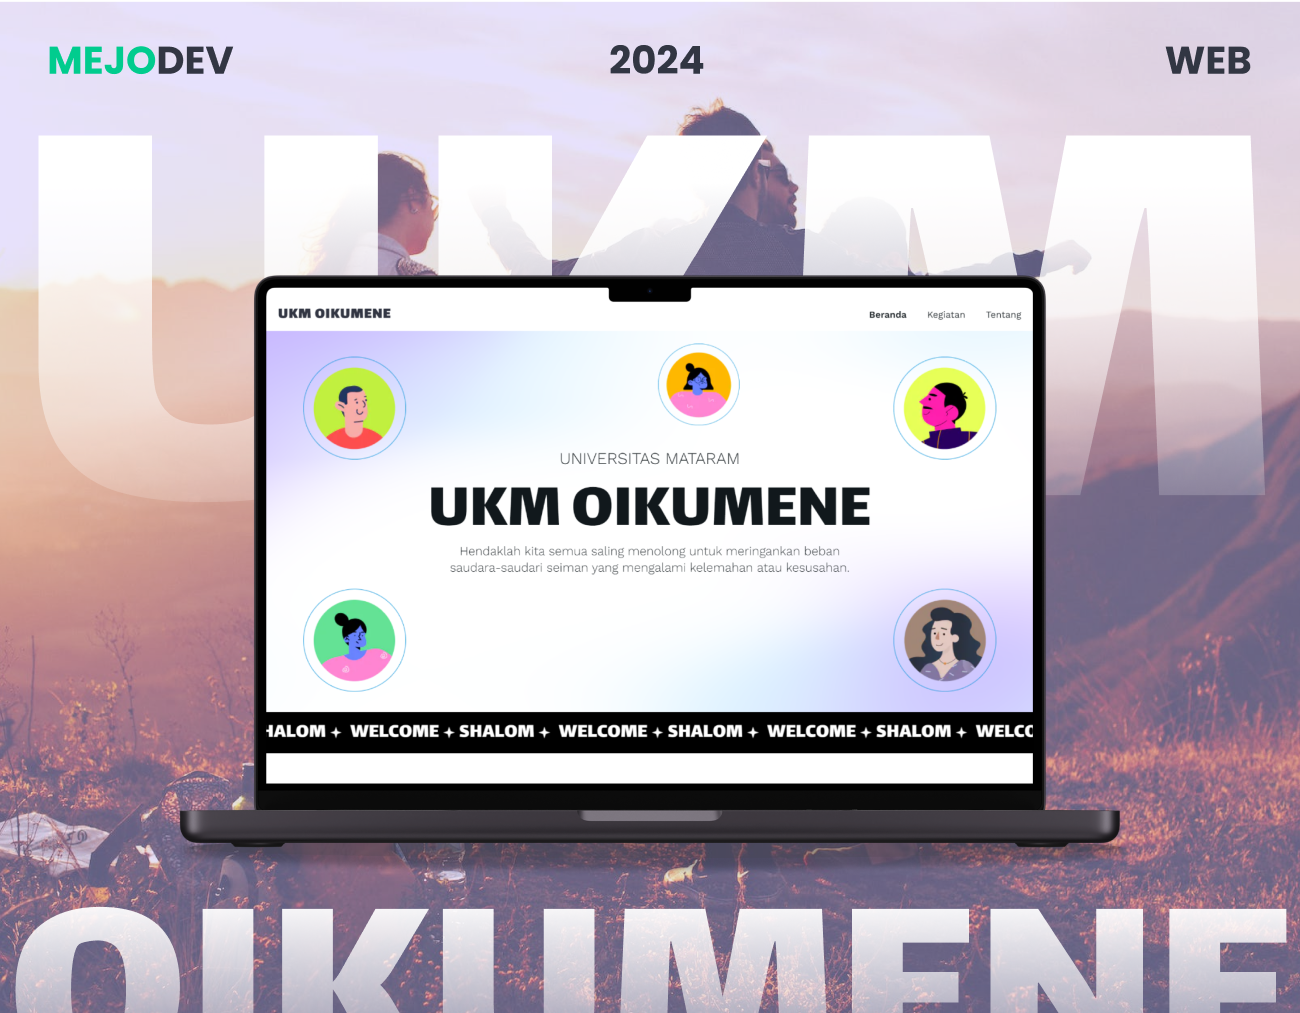 MEJODEV
2024
WEB
UKM
UKM OIKUMENE
Beranda
Kegiatan
Tentang
UNIVERSITAS MATARAM
UKM OIKUMENE
Hendaklah kita semua saling menolong untuk meringankan beban
saudara-saudari seiman yang mengalami kelemahan atau kesusahan.
HALOM ✦ WELCOME ✦ SHALOM ✦ WELCOME ✦ SHALOM ✦ WELCOME ✦ SHALOM ✦ WELCO
OIKUMENE